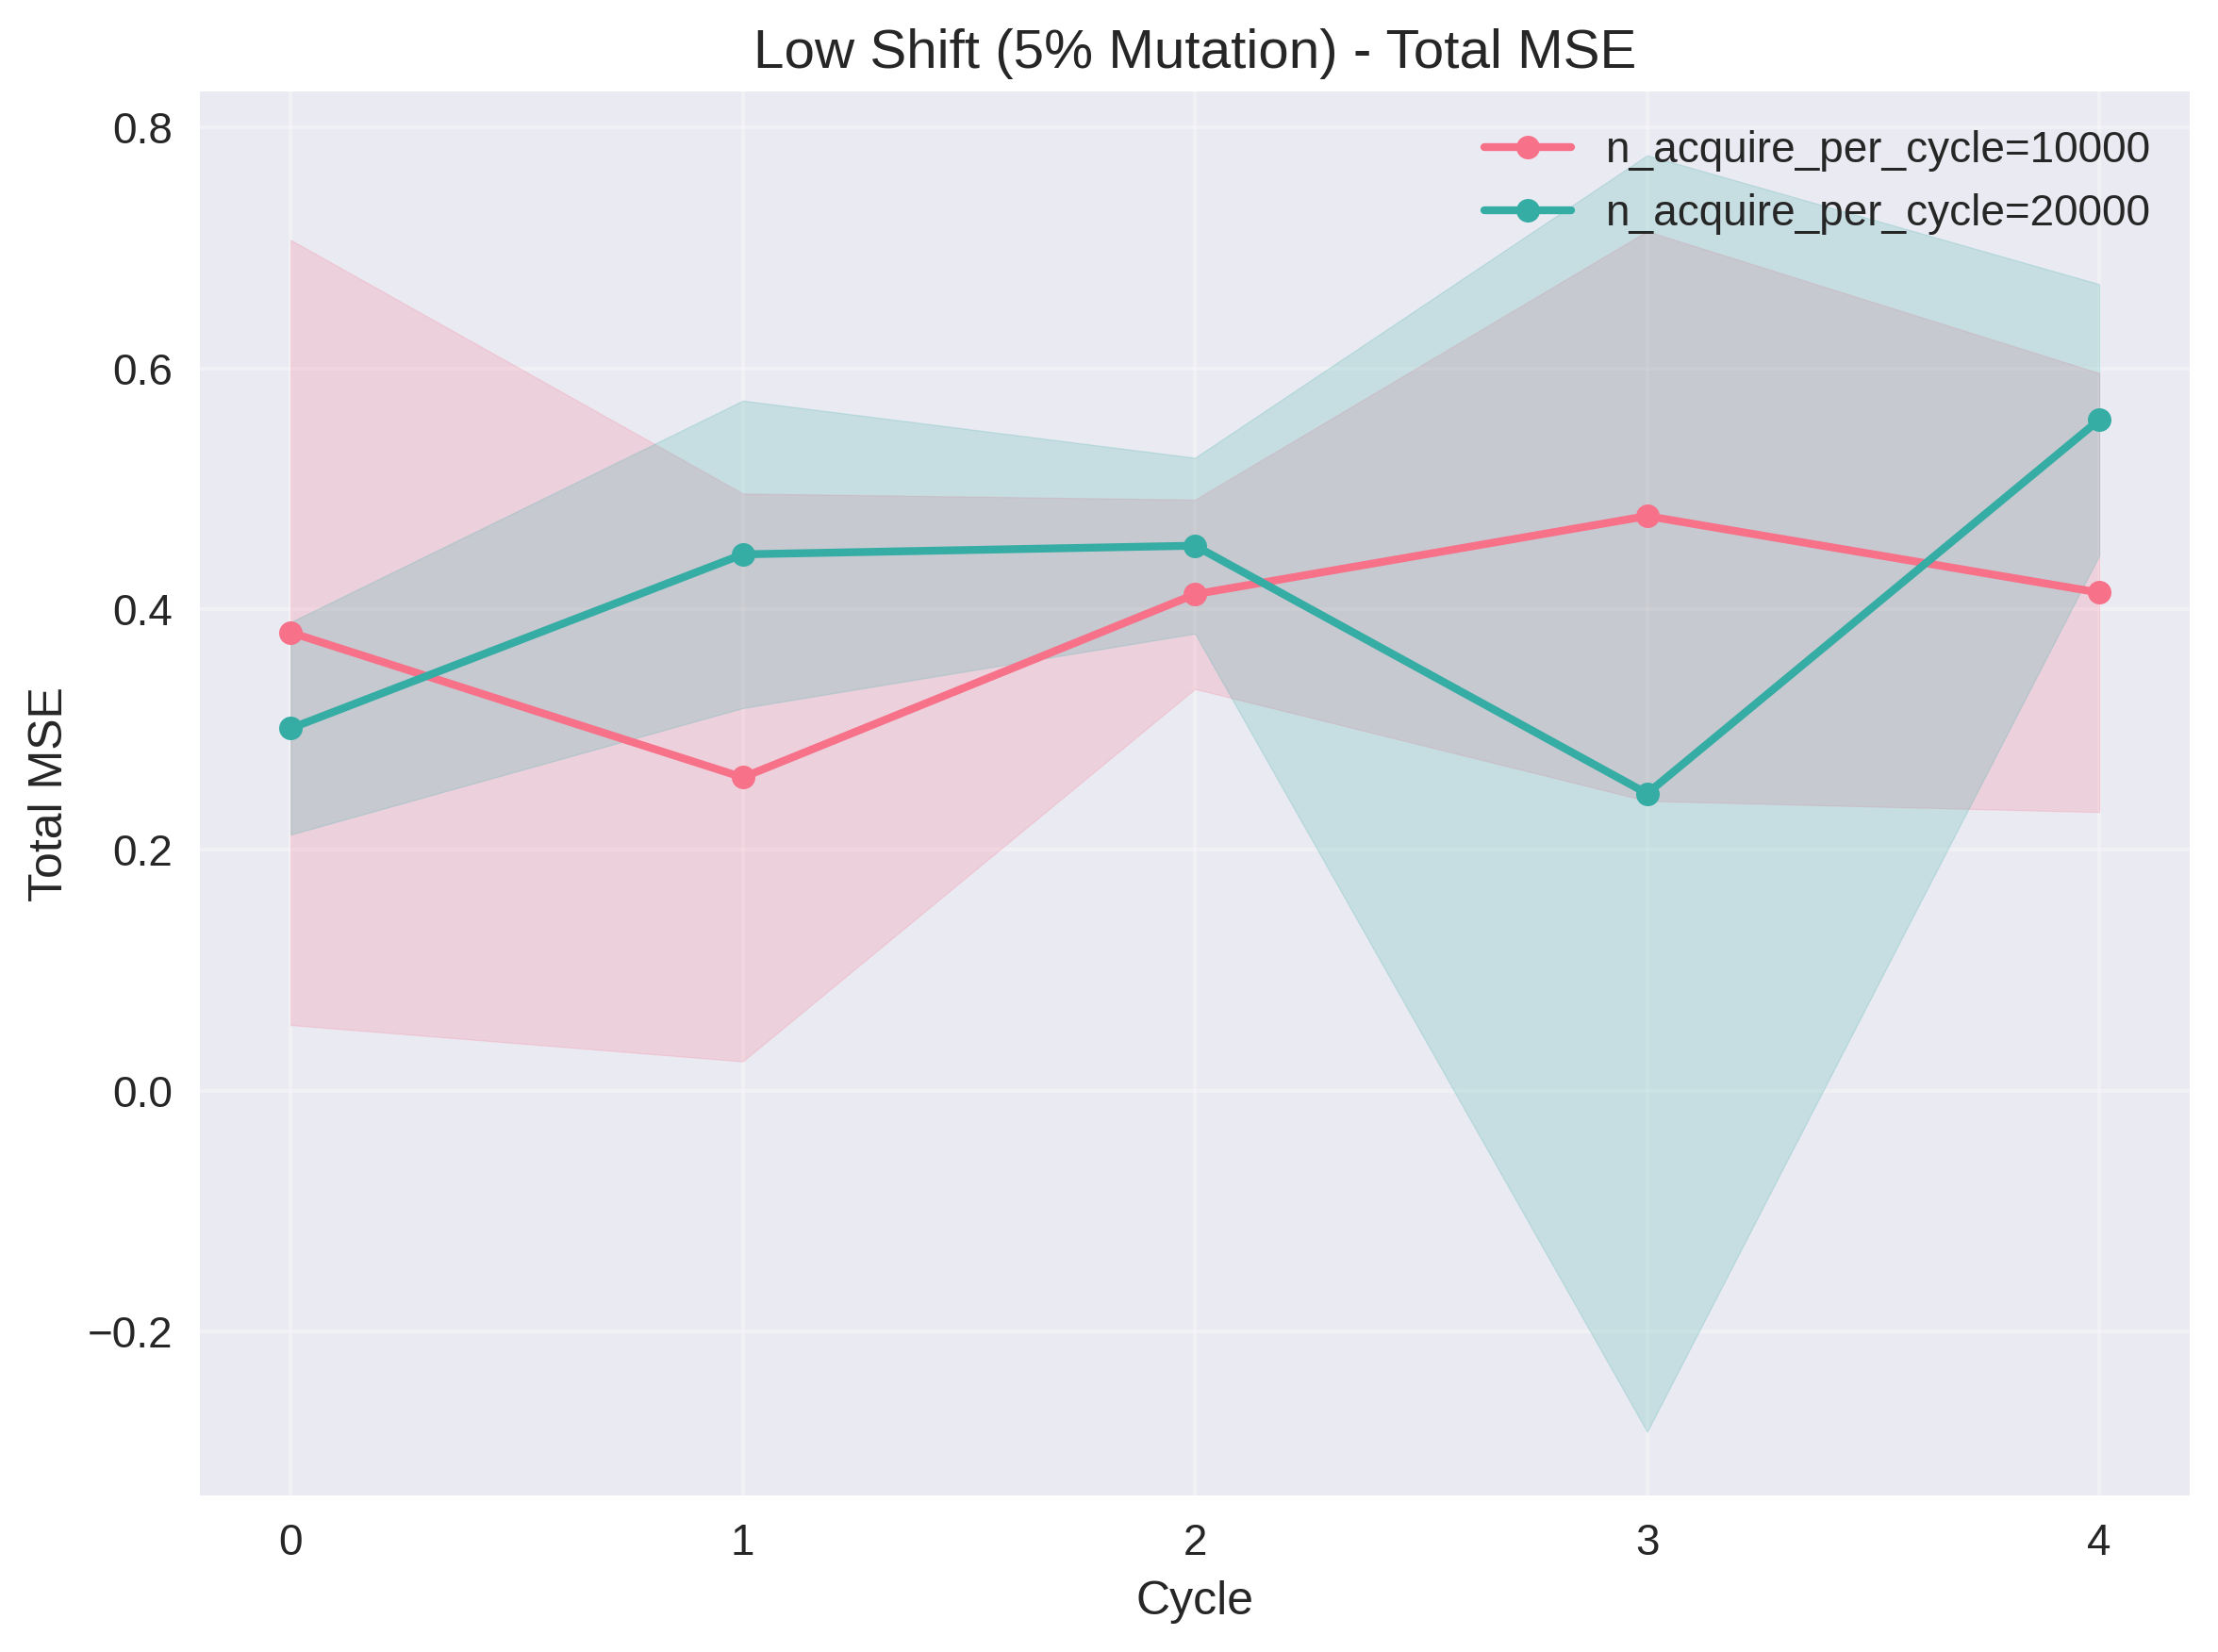 Low Shift (5% Mutation) - Total MSE
n_acquire_per_cycle=10000
n_acquire_per_cycle=20000
0.8
0.6
0.4
0.2
0.0
−0.2
Total MSE
0 1 2 3 4
Cycle